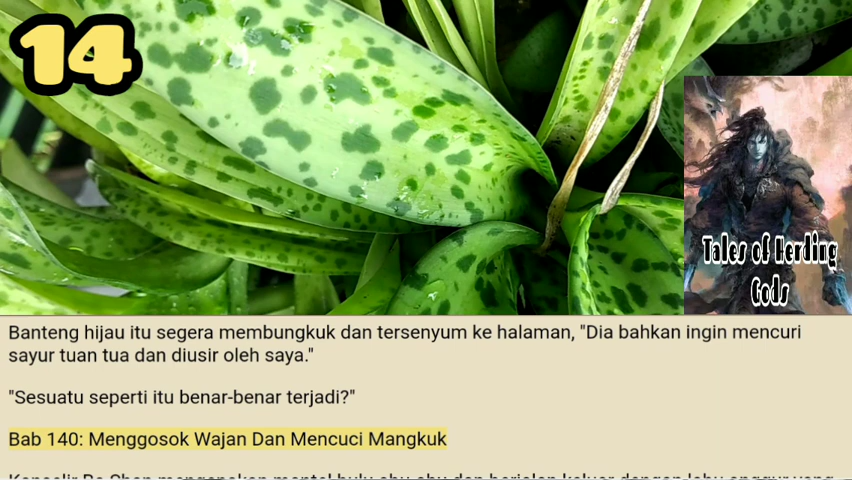 14
Tales of Herding
Gods
Banteng hijau itu segera membungkuk dan tersenyum ke halaman, "Dia bahkan ingin mencuri
sayur tuan tua dan diusir oleh saya."
"Sesuatu seperti itu benar-benar terjadi?"
Bab 140: Menggosok Wajan Dan Mencuci Mangkuk